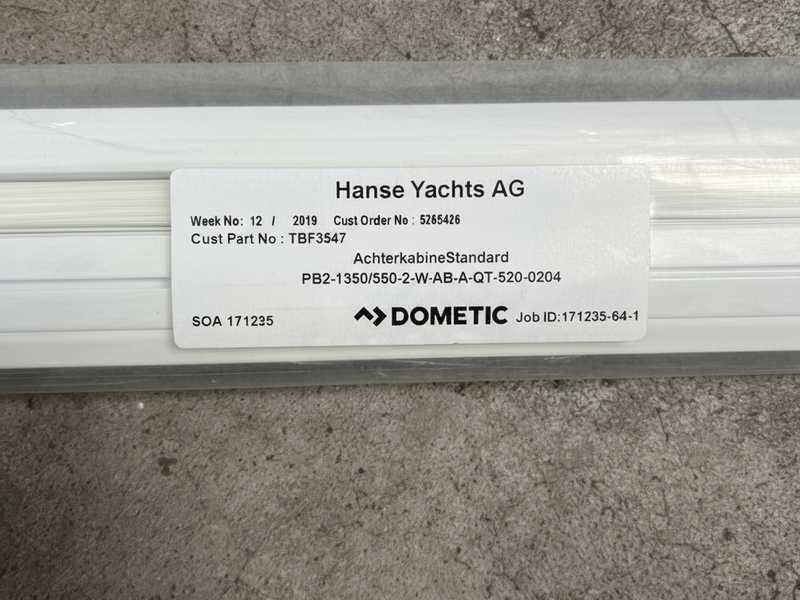 Hanse Yachts AG
Week No: 12 / 2019 Cust Order No : 5265426
Cust Part No : TBF3547
AchterkabineStandard
PB2-1350/550-2-W-AB-A-QT-520-0204
SOA 171235 DOMETIC Job ID:171235-64-1